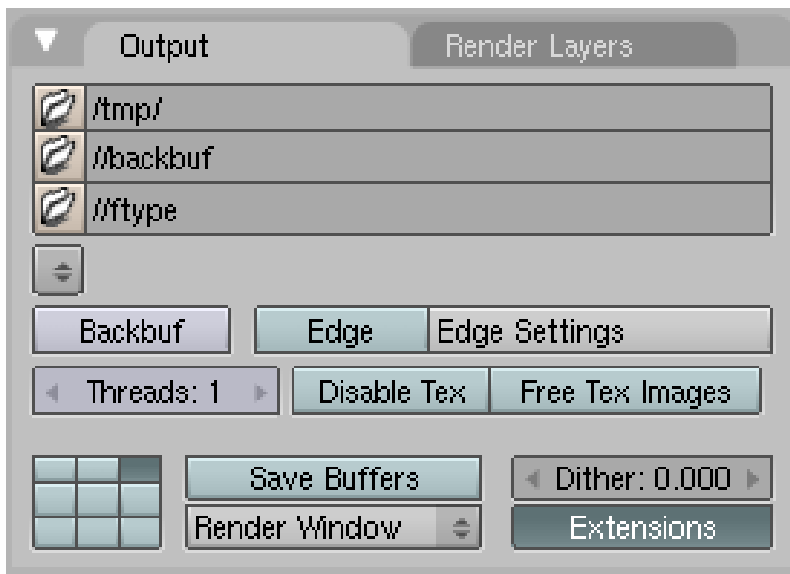 Output Render Layers
/tmp/
//backbuf
//ftype
Backbuf Edge Edge Settings
Threads: 1 Disable Tex Free Tex Images
Save Buffers Dither: 0.000
Render Window Extensions